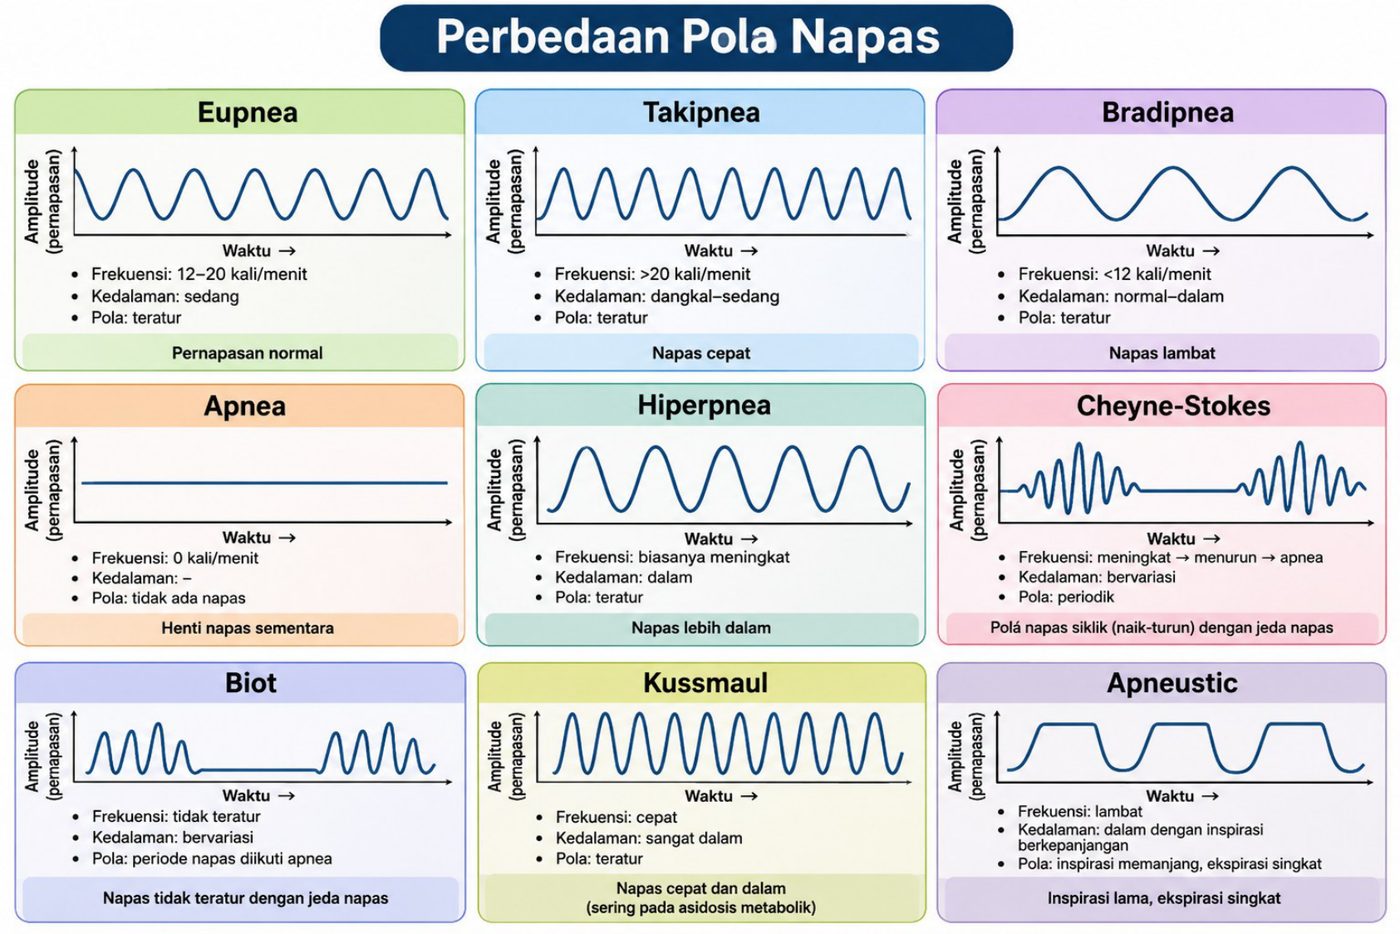 Perbedaan Pola Napas
Eupnea
Amplitude
(pernapasan)
Waktu →
• Frekuensi: 12–20 kali/menit
• Kedalaman: sedang
• Pola: teratur
Pernapasan normal
Takipnea
Amplitude
(pernapasan)
Waktu →
• Frekuensi: >20 kali/menit
• Kedalaman: dangkal–sedang
• Pola: teratur
Napas cepat
Bradipnea
Amplitude
(pernapasan)
Waktu →
• Frekuensi: <12 kali/menit
• Kedalaman: normal–dalam
• Pola: teratur
Napas lambat
Apnea
Amplitude
(pernapasan)
Waktu →
• Frekuensi: 0 kali/menit
• Kedalaman: –
• Pola: tidak ada napas
Henti napas sementara
Hiperpnea
Amplitude
(pernapasan)
Waktu →
• Frekuensi: biasanya meningkat
• Kedalaman: dalam
• Pola: teratur
Napas lebih dalam
Cheyne-Stokes
Amplitude
(pernapasan)
Waktu →
• Frekuensi: meningkat → menurun → apnea
• Kedalaman: bervariasi
• Pola: periodik
Polá napas siklik (naik-turun) dengan jeda napas
Biot
Amplitude
(pernapasan)
Waktu →
• Frekuensi: tidak teratur
• Kedalaman: bervariasi
• Pola: periode napas diikuti apnea
Napas tidak teratur dengan jeda napas
Kussmaul
Amplitude
(pernapasan)
Waktu →
• Frekuensi: cepat
• Kedalaman: sangat dalam
• Pola: teratur
Napas cepat dan dalam
(sering pada asidosis metabolik)
Apneustic
Amplitude
(pernapasan)
Waktu →
• Frekuensi: lambat
• Kedalaman: dalam dengan inspirasi
berkepanjangan
• Pola: inspirasi memanjang, ekspirasi singkat
Inspirasi lama, ekspirasi singkat